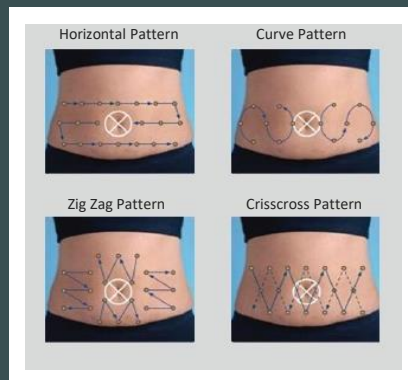 Horizontal Pattern
Curve Pattern
Zig Zag Pattern
Crisscross Pattern